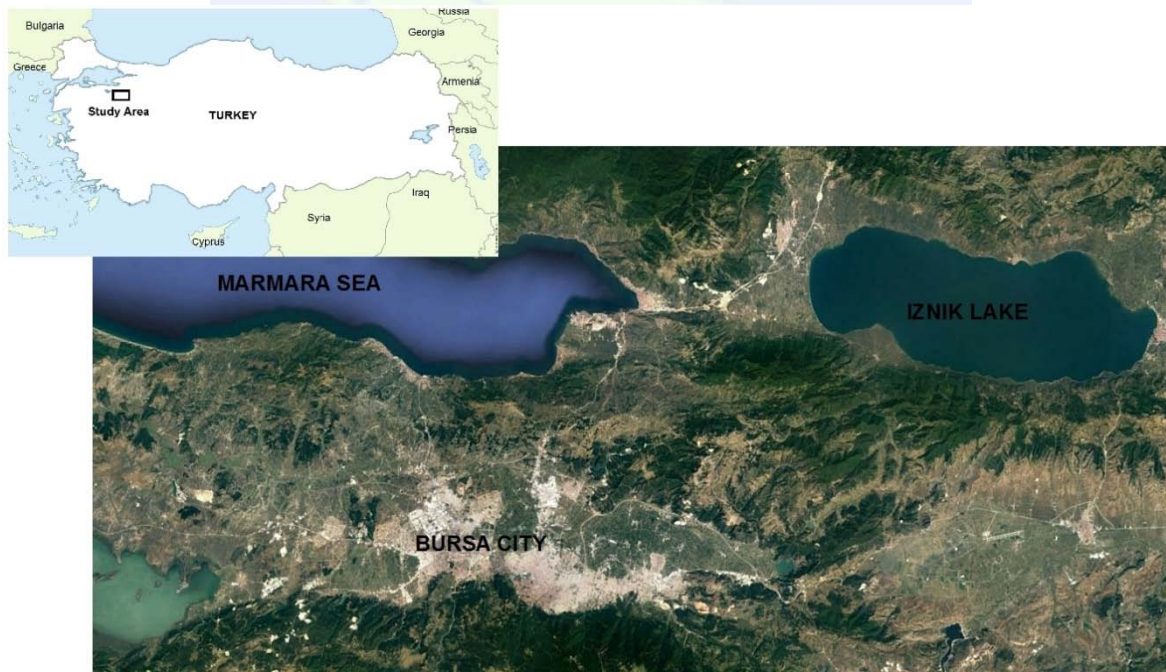 Russia
Bulgaria
Georgia
Greece
Armenia
Study Area
TURKEY
Persia
Iraq
Syria
Cyprus
MARMARA SEA
IZNIK LAKE
BURSA CITY